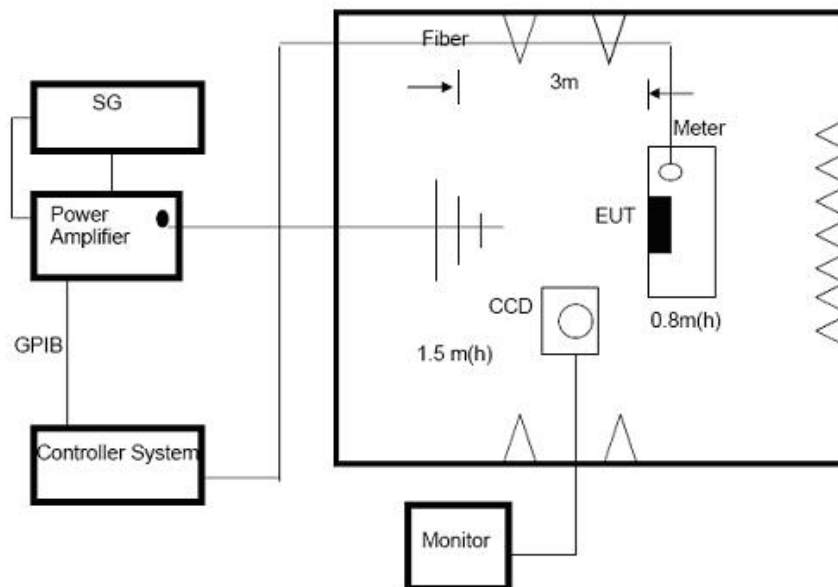 Fiber
SG
3m
Meter
Power
Amplifier
EUT
CCD
0.8m(h)
GPIB
1.5 m(h)
Controller System
Monitor